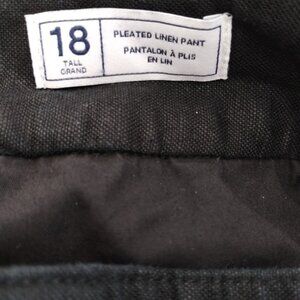 18
TALL
GRAND
PLEATED LINEN PANT
PANTALON À PLIS
EN LIN